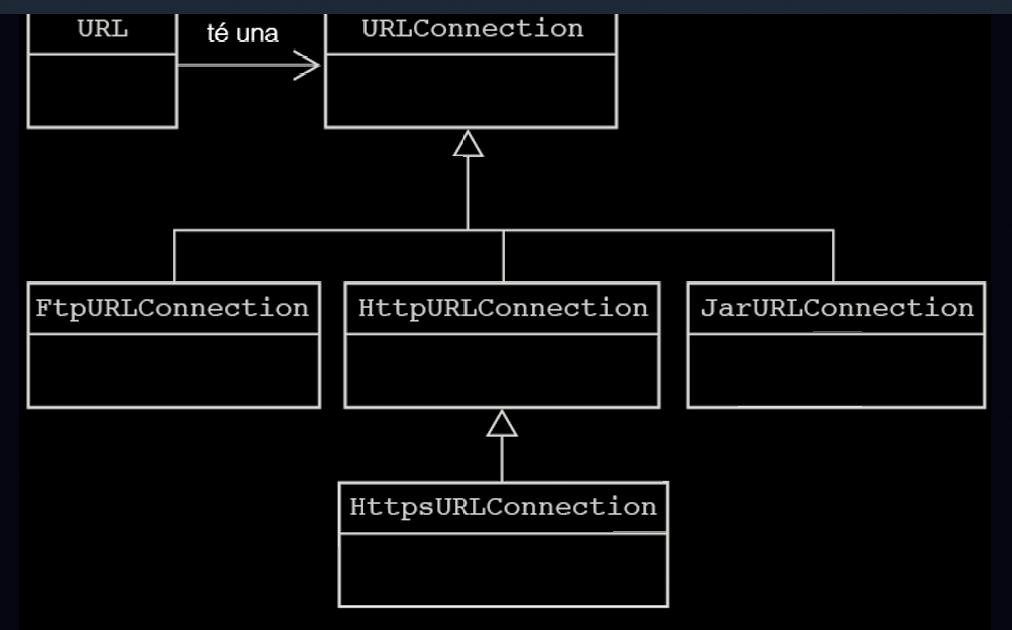 URL
té una
URLConnection
FtpURLConnection
HttpURLConnection
JarURLConnection
HttpsURLConnection